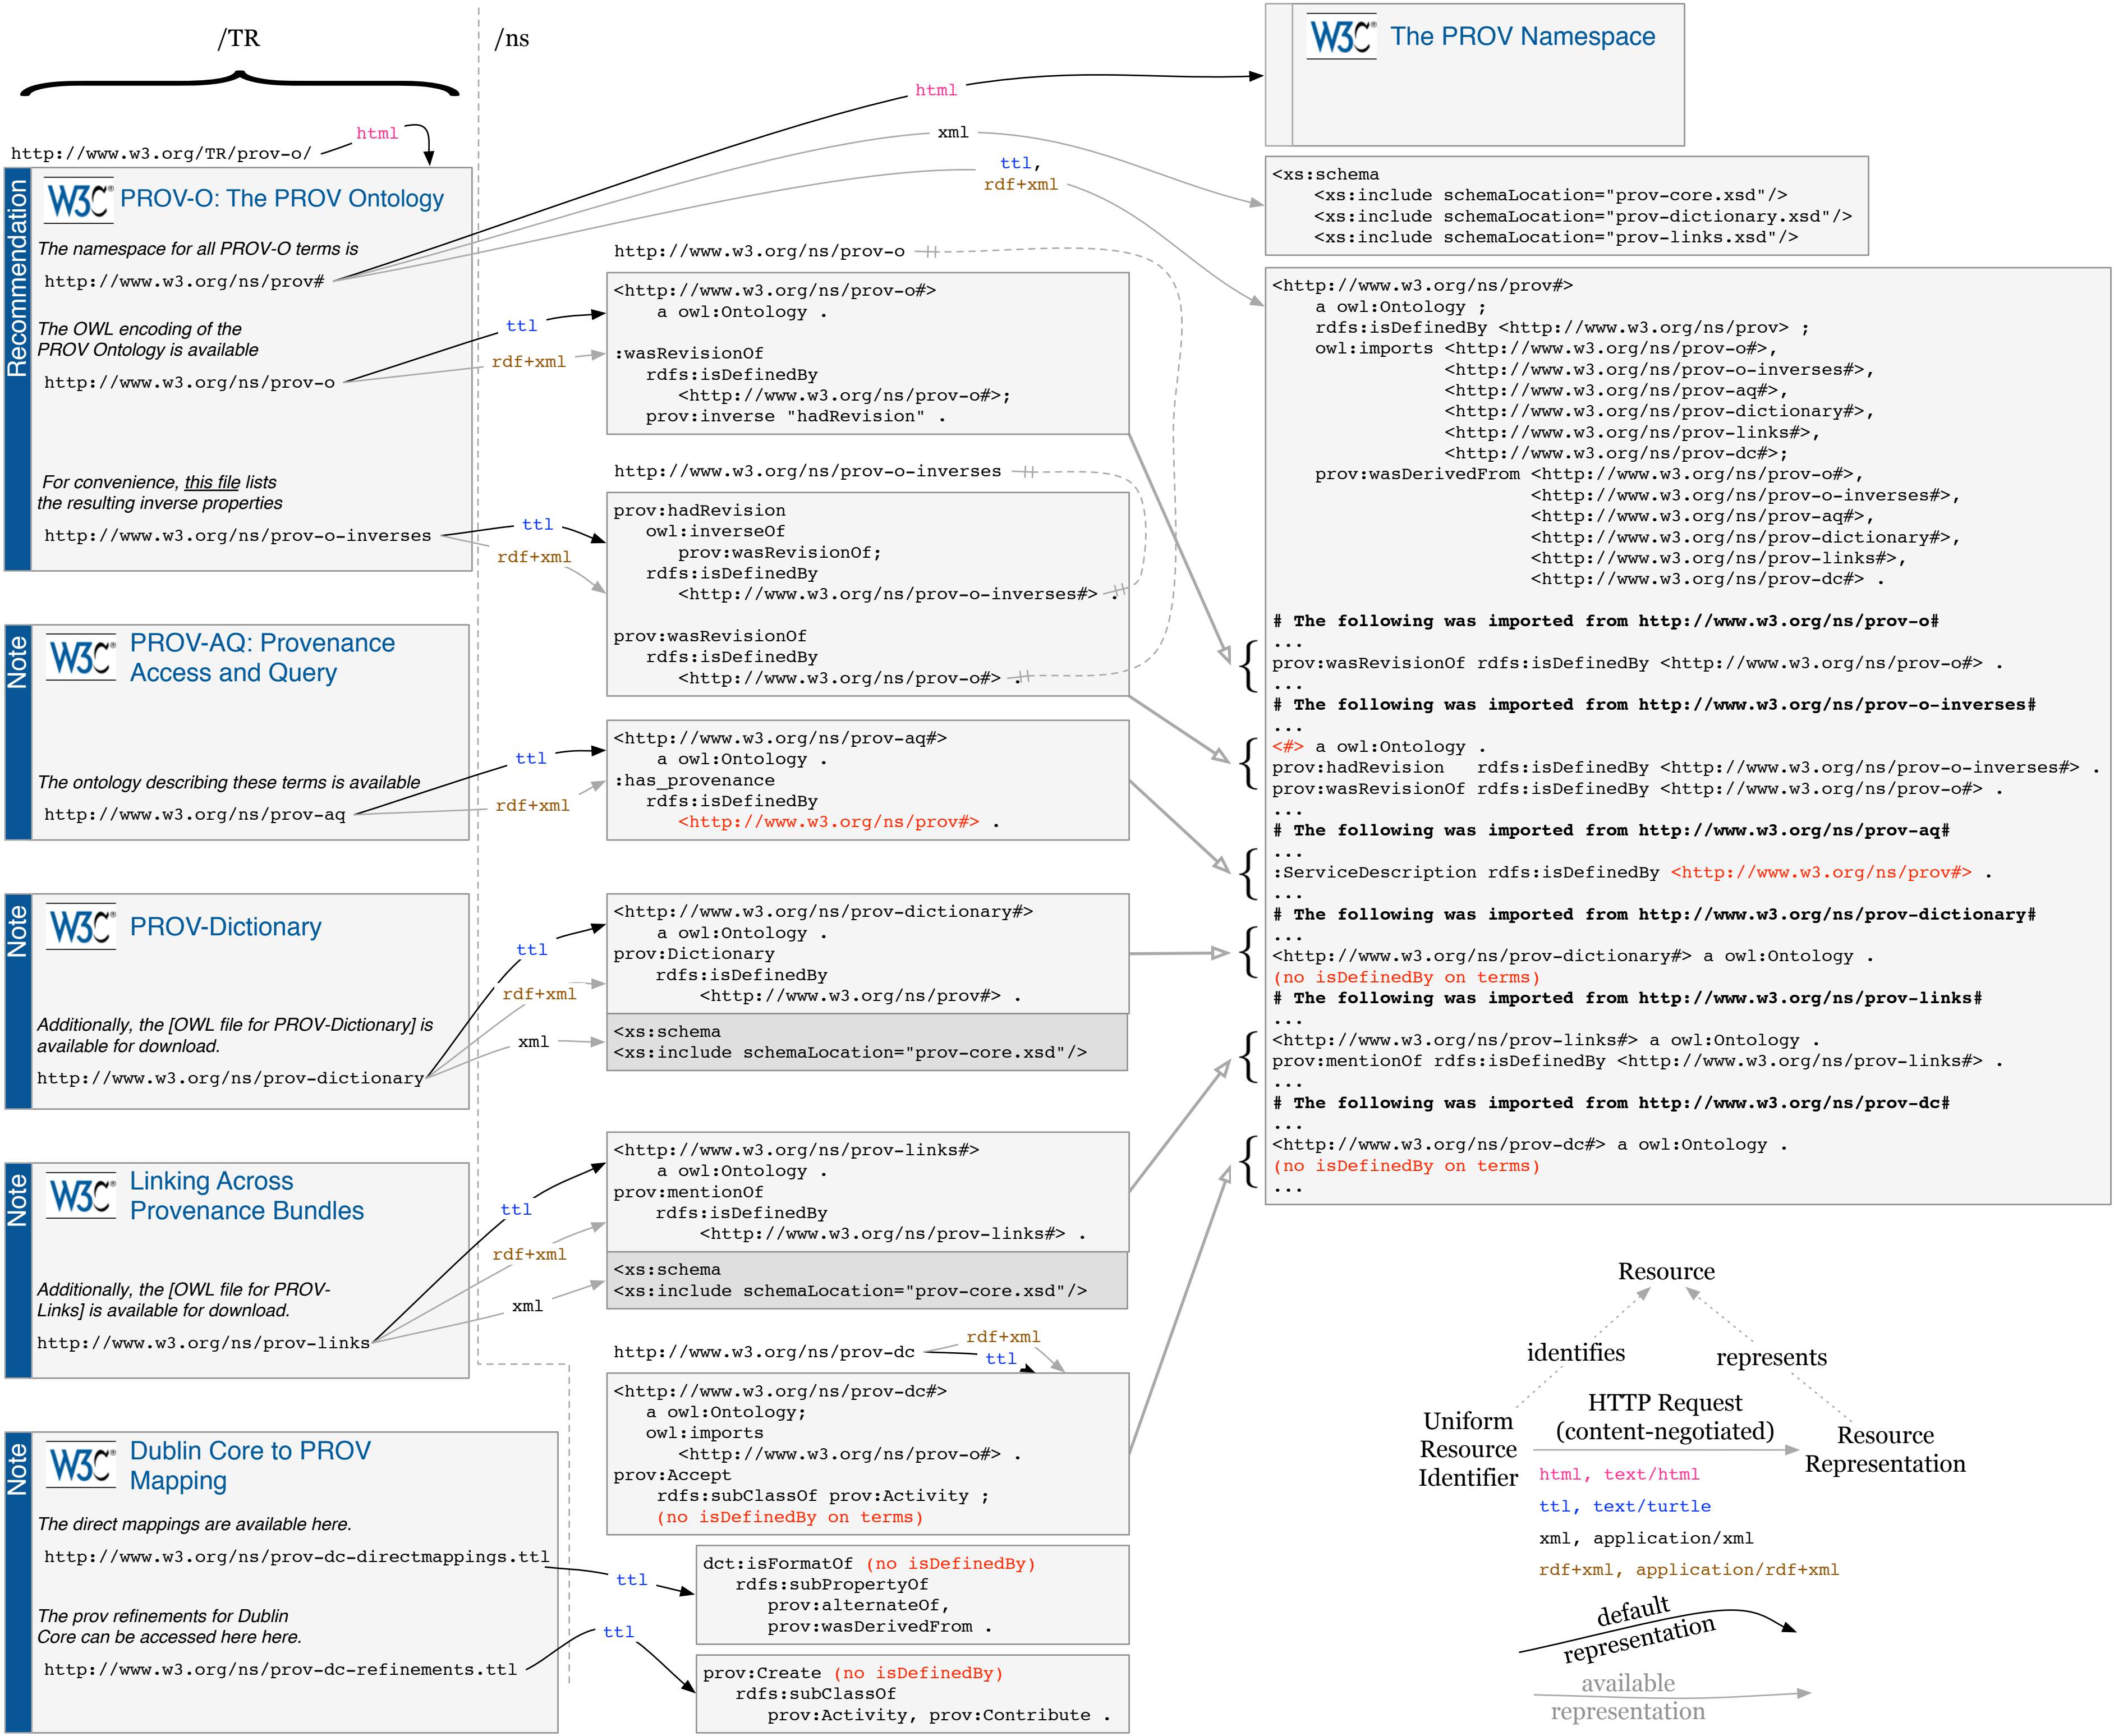 /TR
/ns
html
http://www.w3.org/TR/prov-o/
Recommendation
W3C®
PROV-O: The PROV Ontology
The namespace for all PROV-O terms is
http://www.w3.org/ns/prov#
The OWL encoding of the
PROV Ontology is available
http://www.w3.org/ns/prov-o
For convenience, this file lists
the resulting inverse properties
http://www.w3.org/ns/prov-o-inverses
Note
W3C®
PROV-AQ: Provenance
Access and Query
The ontology describing these terms is available
http://www.w3.org/ns/prov-aq
Note
W3C®
PROV-Dictionary
Additionally, the [OWL file for PROV-Dictionary] is
available for download.
http://www.w3.org/ns/prov-dictionary
Note
W3C®
Linking Across
Provenance Bundles
Additionally, the [OWL file for PROV-
Links] is available for download.
http://www.w3.org/ns/prov-links
Note
W3C®
Dublin Core to PROV
Mapping
The direct mappings are available here.
http://www.w3.org/ns/prov-dc-directmappings.ttl
The prov refinements for Dublin
Core can be accessed here here.
http://www.w3.org/ns/prov-dc-refinements.ttl
html
xml
ttl,
rdf+xml
http://www.w3.org/ns/prov-o
ttl
rdf+xml
<http://www.w3.org/ns/prov-o#>
a owl:Ontology .
:wasRevisionOf
rdfs:isDefinedBy
<http://www.w3.org/ns/prov-o#>;
prov:inverse "hadRevision" .
http://www.w3.org/ns/prov-o-inverses
ttl
rdf+xml
prov:hadRevision
owl:inverseOf
prov:wasRevisionOf;
rdfs:isDefinedBy
<http://www.w3.org/ns/prov-o-inverses#> .
prov:wasRevisionOf
rdfs:isDefinedBy
<http://www.w3.org/ns/prov-o#> .
ttl
rdf+xml
<http://www.w3.org/ns/prov-aq#>
a owl:Ontology .
:has_provenance
rdfs:isDefinedBy
<http://www.w3.org/ns/prov#> .
ttl
rdf+xml
xml
<http://www.w3.org/ns/prov-dictionary#>
a owl:Ontology .
prov:Dictionary
rdfs:isDefinedBy
<http://www.w3.org/ns/prov#> .
<xs:schema
<xs:include schemaLocation="prov-core.xsd"/>
ttl
rdf+xml
xml
<http://www.w3.org/ns/prov-links#>
a owl:Ontology .
prov:mentionOf
rdfs:isDefinedBy
<http://www.w3.org/ns/prov-links#> .
<xs:schema
<xs:include schemaLocation="prov-core.xsd"/>
http://www.w3.org/ns/prov-dc
rdf+xml
ttl
<http://www.w3.org/ns/prov-dc#>
a owl:Ontology;
owl:imports
<http://www.w3.org/ns/prov-o#> .
prov:Accept
rdfs:subClassOf prov:Activity ;
(no isDefinedBy on terms)
ttl
dct:isFormatOf (no isDefinedBy)
rdfs:subPropertyOf
prov:alternateOf,
prov:wasDerivedFrom .
ttl
prov:Create (no isDefinedBy)
rdfs:subClassOf
prov:Activity, prov:Contribute .
W3C®
The PROV Namespace
<xs:schema
<xs:include schemaLocation="prov-core.xsd"/>
<xs:include schemaLocation="prov-dictionary.xsd"/>
<xs:include schemaLocation="prov-links.xsd"/>
<http://www.w3.org/ns/prov#>
a owl:Ontology ;
rdfs:isDefinedBy <http://www.w3.org/ns/prov> ;
owl:imports <http://www.w3.org/ns/prov-o#>,
<http://www.w3.org/ns/prov-o-inverses#>,
<http://www.w3.org/ns/prov-aq#>,
<http://www.w3.org/ns/prov-dictionary#>,
<http://www.w3.org/ns/prov-links#>,
<http://www.w3.org/ns/prov-dc#>;
prov:wasDerivedFrom <http://www.w3.org/ns/prov-o#>,
<http://www.w3.org/ns/prov-o-inverses#>,
<http://www.w3.org/ns/prov-aq#>,
<http://www.w3.org/ns/prov-dictionary#>,
<http://www.w3.org/ns/prov-links#>,
<http://www.w3.org/ns/prov-dc#> .
# The following was imported from http://www.w3.org/ns/prov-o#
...
prov:wasRevisionOf rdfs:isDefinedBy <http://www.w3.org/ns/prov-o#> .
...
# The following was imported from http://www.w3.org/ns/prov-o-inverses#
...
<#> a owl:Ontology .
prov:hadRevision rdfs:isDefinedBy <http://www.w3.org/ns/prov-o-inverses#> .
prov:wasRevisionOf rdfs:isDefinedBy <http://www.w3.org/ns/prov-o#> .
...
# The following was imported from http://www.w3.org/ns/prov-aq#
...
:ServiceDescription rdfs:isDefinedBy <http://www.w3.org/ns/prov#> .
...
# The following was imported from http://www.w3.org/ns/prov-dictionary#
...
<http://www.w3.org/ns/prov-dictionary#> a owl:Ontology .
(no isDefinedBy on terms)
# The following was imported from http://www.w3.org/ns/prov-links#
...
<http://www.w3.org/ns/prov-links#> a owl:Ontology .
prov:mentionOf rdfs:isDefinedBy <http://www.w3.org/ns/prov-links#> .
...
# The following was imported from http://www.w3.org/ns/prov-dc#
...
<http://www.w3.org/ns/prov-dc#> a owl:Ontology .
(no isDefinedBy on terms)
...
Resource
identifies
represents
HTTP Request
(content-negotiated)
Uniform
Resource
Identifier
Resource
Representation
html, text/html
ttl, text/turtle
xml, application/xml
rdf+xml, application/rdf+xml
default
representation
available
representation